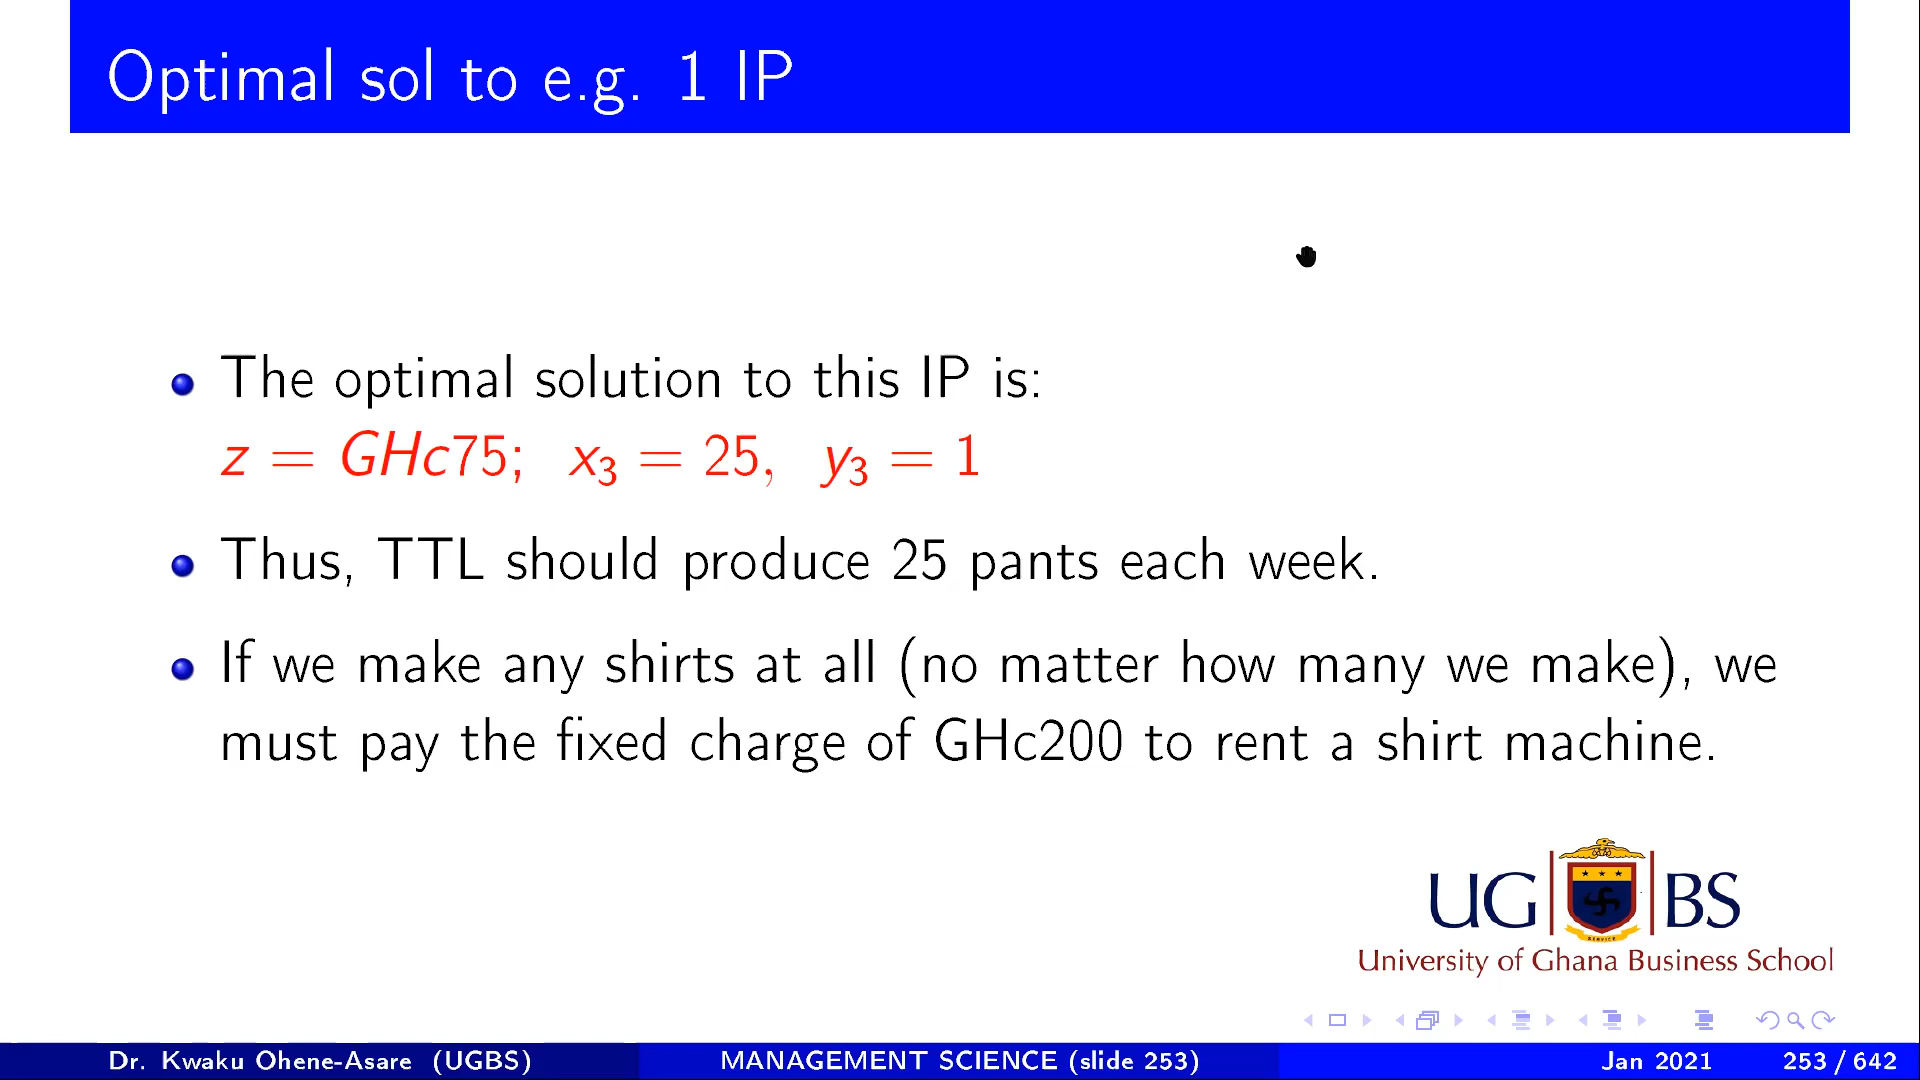 Optimal sol to e.g. 1 IP
The optimal solution to this IP is:
z = GHc75; x₃ = 25, y₃ = 1
Thus, TTL should produce 25 pants each week.
If we make any shirts at all (no matter how many we make), we
must pay the fixed charge of GHc200 to rent a shirt machine.
UG BS
SERVICE
University of Ghana Business School
Dr. Kwaku Ohene-Asare (UGBS) MANAGEMENT SCIENCE (slide 253) Jan 2021 253 / 642